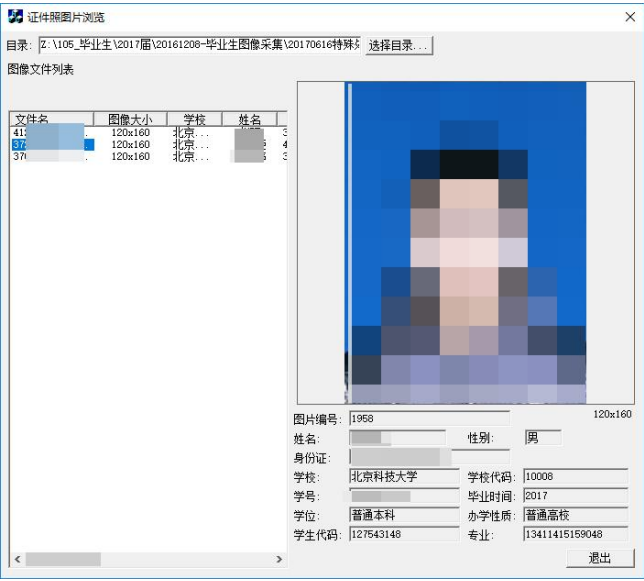 证件照图片浏览
目录: Z:\105_毕业生\2017届\20161208-毕业生图像采集\20170616特殊 选择目录...
图像文件列表
文件名 图像大小 学校 姓名
41 120x160 北京... 3
37 120x160 北京... 4
37 120x160 北京... 3
120x160
图片编号: 1958
姓名: 性别: 男
身份证:
学校: 北京科技大学 学校代码: 10008
学号: 毕业时间: 2017
学位: 普通本科 办学性质: 普通高校
学生代码: 127543148 专业: 13411415159048
退出